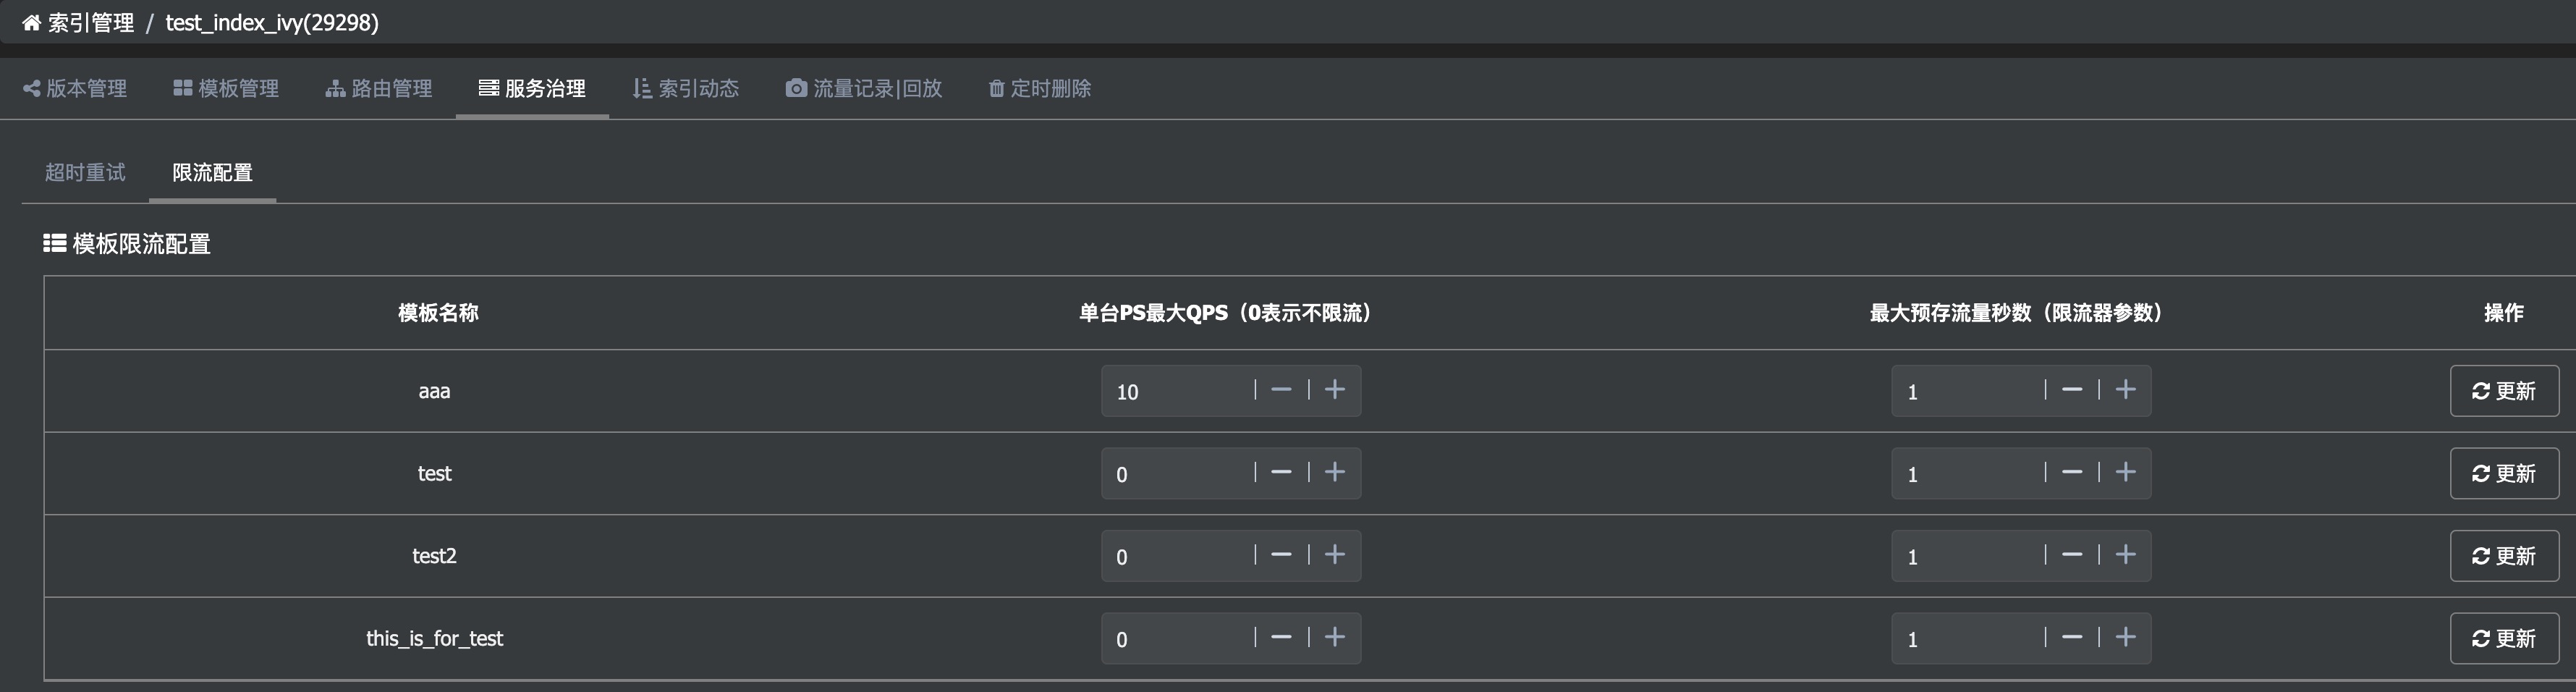 索引管理 / test_index_ivy(29298)
版本管理 模板管理 路由管理 服务治理 索引动态 流量记录|回放 定时删除
超时重试 限流配置
模板限流配置
模板名称 单台PS最大QPS（0表示不限流） 最大预存流量秒数（限流器参数） 操作
aaa 10 1 更新
test 0 1 更新
test2 0 1 更新
this_is_for_test 0 1 更新